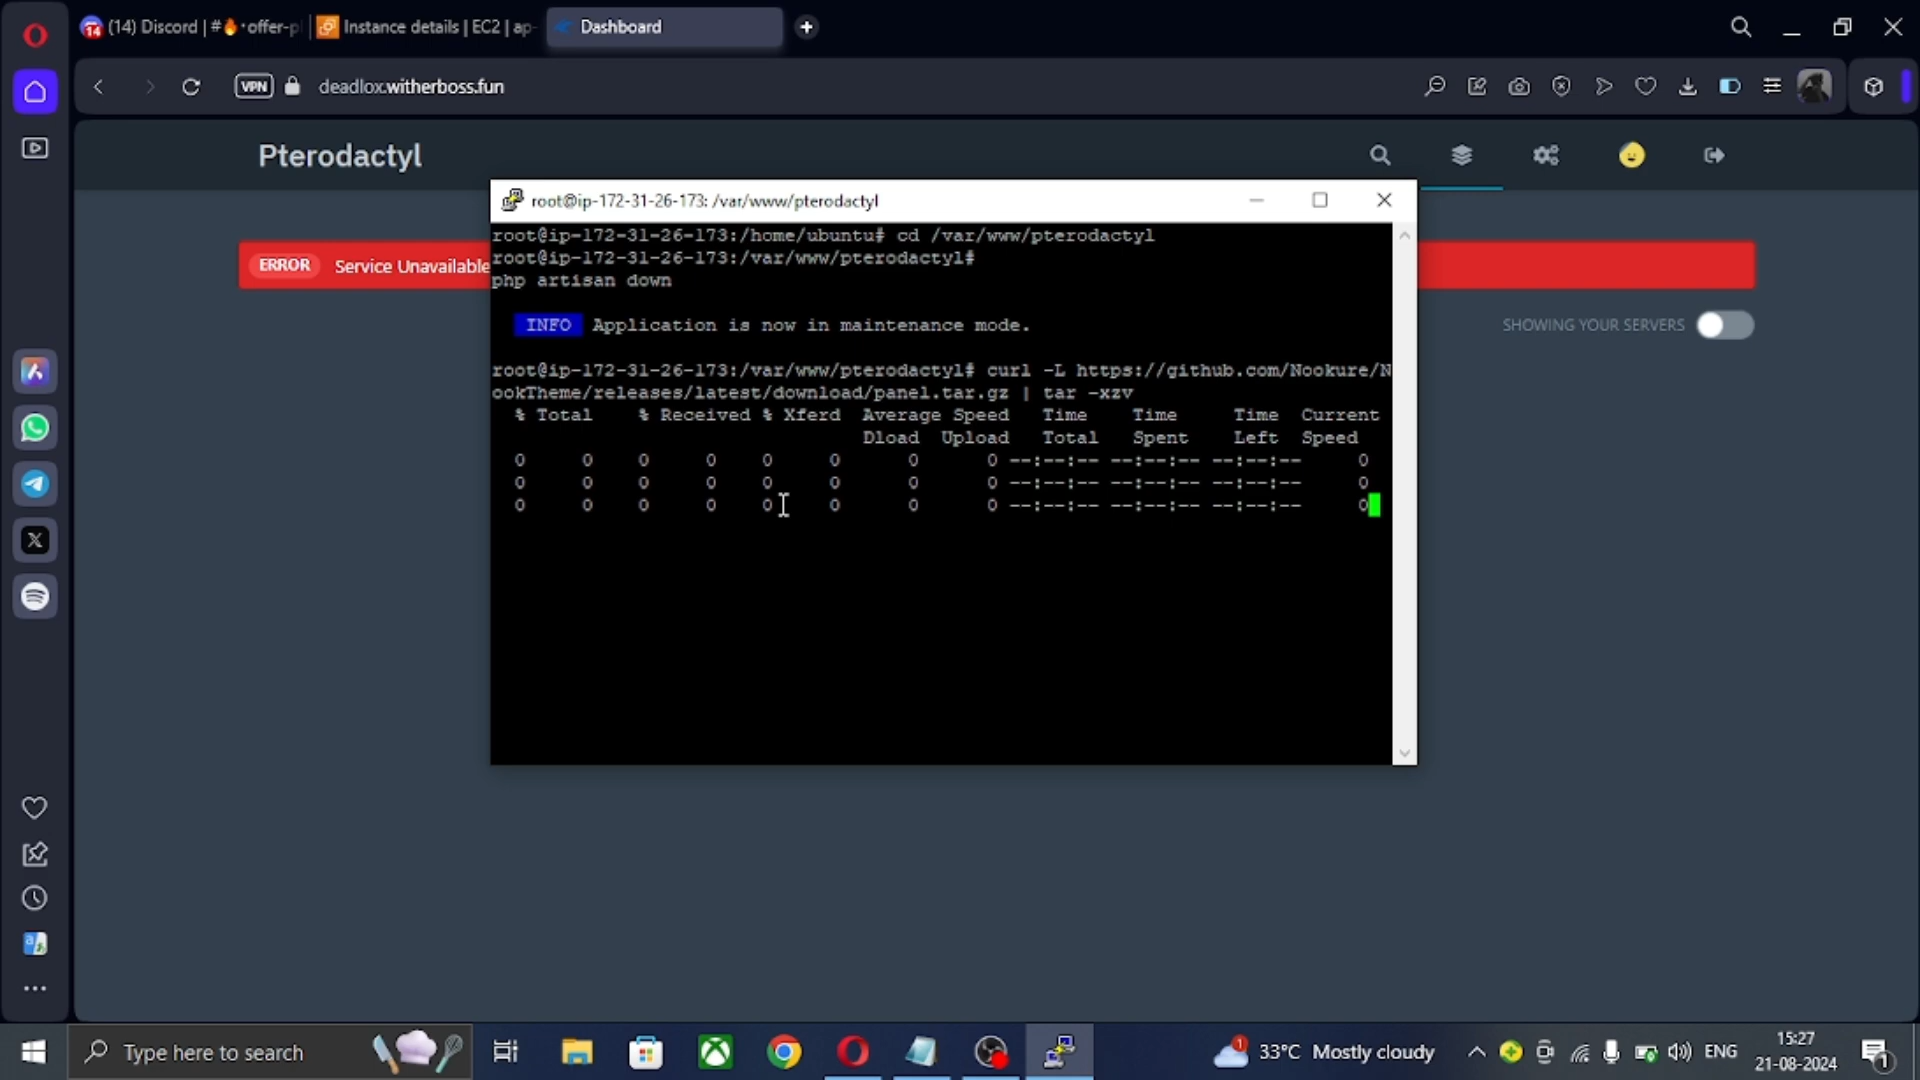 (14) Discord | #🔥•offer-p
Instance details | EC2 | ap-
Dashboard
VPN
deadlox.witherboss.fun
Pterodactyl
ERROR
Service Unavailable
SHOWING YOUR SERVERS
root@ip-172-31-26-173: /var/www/pterodactyl
root@ip-172-31-26-173:/home/ubuntu# cd /var/www/pterodactyl
root@ip-172-31-26-173:/var/www/pterodactyl#
php artisan down
INFO  Application is now in maintenance mode.
root@ip-172-31-26-173:/var/www/pterodactyl# curl -L https://github.com/Nookure/N
ookTheme/releases/latest/download/panel.tar.gz | tar -xzv
% Total    % Received % Xferd  Average Speed   Time    Time     Time  Current
Dload  Upload   Total   Spent    Left  Speed
0     0    0     0    0     0      0      0 --:--:-- --:--:-- --:--:--     0
0     0    0     0    0     0      0      0 --:--:-- --:--:-- --:--:--     0
0     0    0     0    0     0      0      0 --:--:-- --:--:-- --:--:--     0
Type here to search
1
33°C Mostly cloudy
ENG
15:27
21-08-2024
1